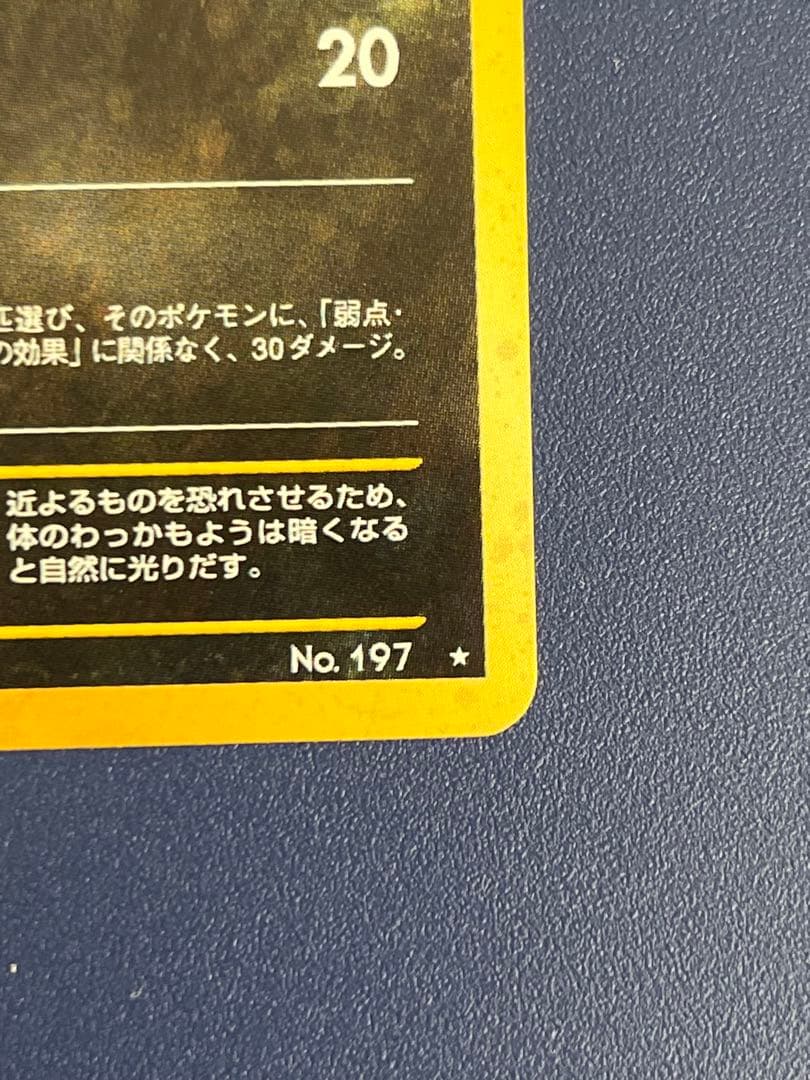 20
選び、そのポケモンに、「弱点・
の効果」に関係なく、30ダメージ。
近よるものを恐れさせるため、
体のわっかもようは暗くなる
と自然に光りだす。
No. 197 ★